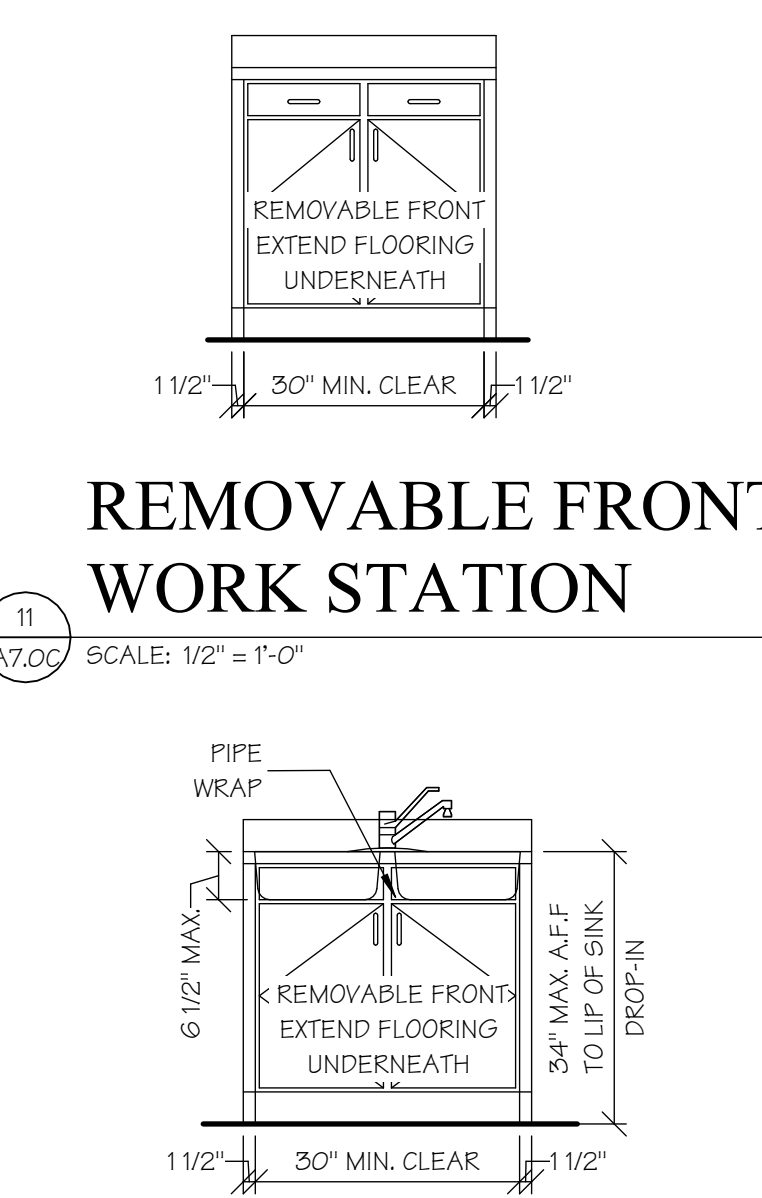 REMOVABLE FRONT
EXTEND FLOORING
UNDERNEATH
1 1/2" 30" MIN. CLEAR 1 1/2"
REMOVABLE FRONT
WORK STATION
11
A7.0C
SCALE: 1/2" = 1'-0"
PIPE
WRAP
6 1/2" MAX.
REMOVABLE FRONT
EXTEND FLOORING
UNDERNEATH
34" MAX. A.F.F
TO LIP OF SINK
DROP-IN
1 1/2" 30" MIN. CLEAR 1 1/2"